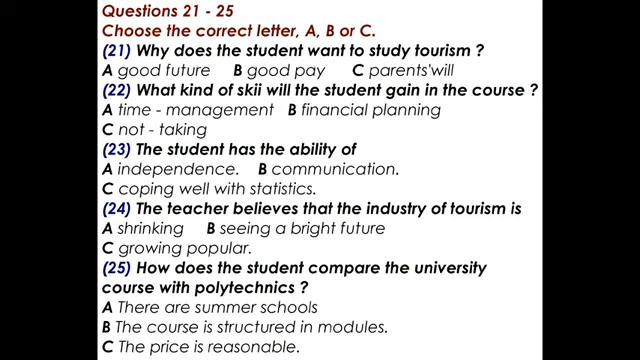 Questions 21 - 25
Choose the correct letter, A, B or C.
(21) Why does the student want to study tourism ?
A good future B good pay C parents'will
(22) What kind of skii will the student gain in the course ?
A time - management B financial planning
C not - taking
(23) The student has the ability of
A independence. B communication.
C coping well with statistics.
(24) The teacher believes that the industry of tourism is
A shrinking B seeing a bright future
C growing popular.
(25) How does the student compare the university
course with polytechnics ?
A There are summer schools
B The course is structured in modules.
C The price is reasonable.